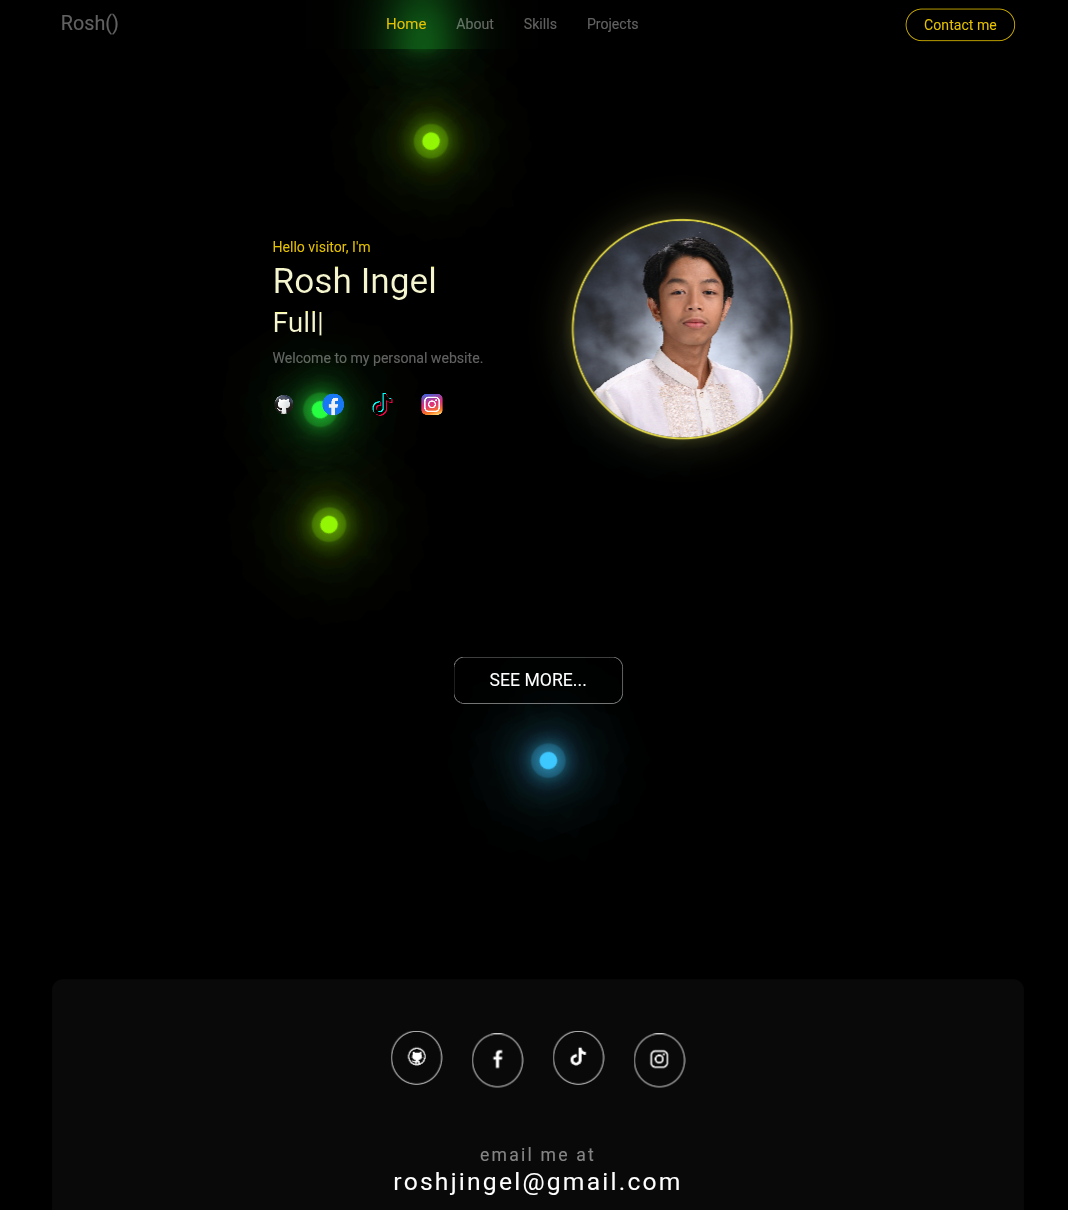 Rosh()
Home About Skills Projects
Contact me
Hello visitor, I'm
Rosh Ingel
Full|
Welcome to my personal website.
SEE MORE...
email me at
roshjingel@gmail.com